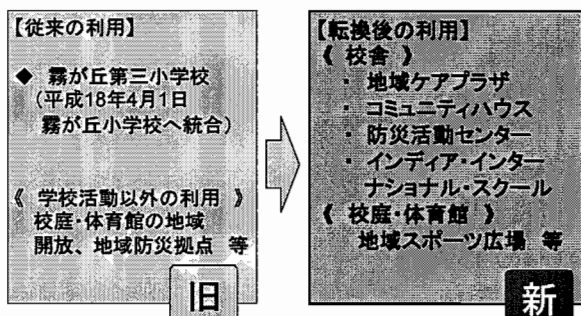 【従来の利用】
◆ 霧が丘第三小学校
(平成18年4月1日
霧が丘小学校へ統合)
《 学校活動以外の利用 》
校庭・体育館の地域
開放、地域防災拠点 等
旧
【転換後の利用】
《 校舎 》
・ 地域ケアプラザ
・ コミュニティハウス
・ 防災活動センター
・ インディア・インター
ナショナル・スクール
《 校庭・体育館 》
地域スポーツ広場 等
新